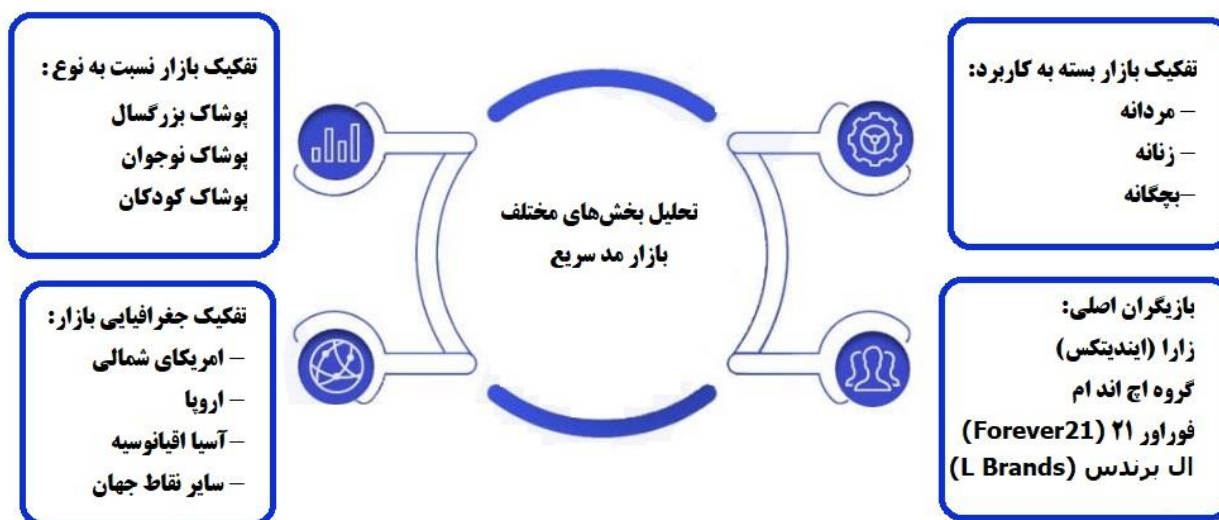 تفکیک بازار بسته به کاربرد:
– مردانه
– زنانه
–بچگانه
تفکیک بازار نسبت به نوع :
پوشاک بزرگسال
پوشاک نوجوان
پوشاک کودکان
تحلیل بخش‌های مختلف
بازار مد سریع
بازیگران اصلی:
زارا (ایندیتکس)
گروه اچ اند ام
فوراور ۲۱ (Forever21)
ال برندس (L Brands)
تفکیک جغرافیایی بازار:
– امریکای شمالی
– اروپا
–آسیا اقیانوسیه
– سایر نقاط جهان